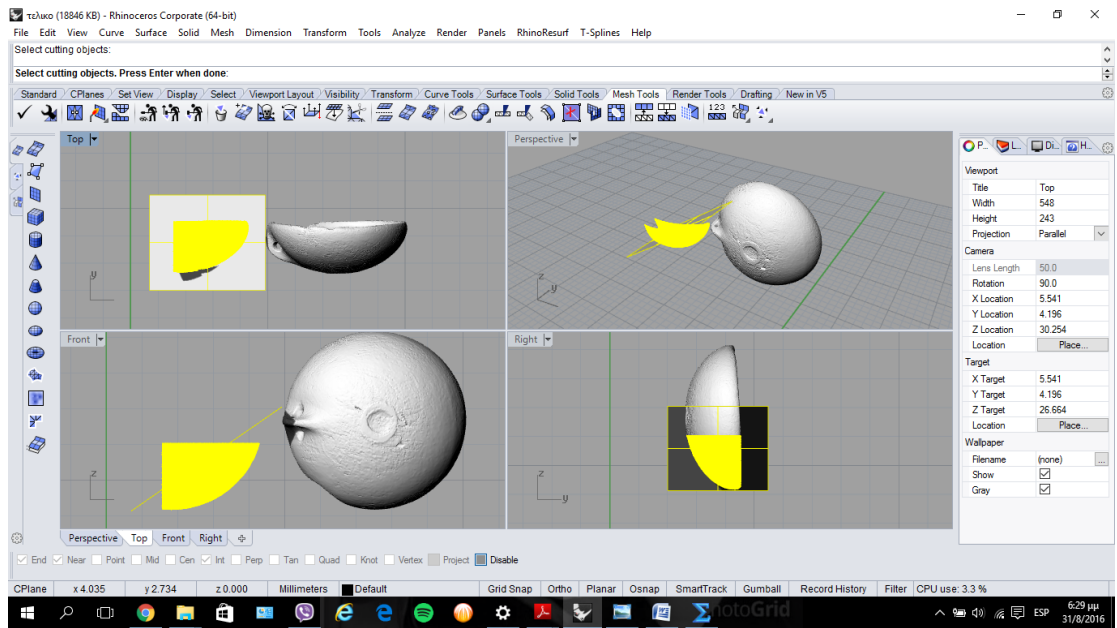 τελικο (18846 KB) - Rhinoceros Corporate (64-bit)
File Edit View Curve Surface Solid Mesh Dimension Transform Tools Analyze Render Panels RhinoResurf T-Splines Help
Select cutting objects:
Select cutting objects. Press Enter when done:
Standard CPlanes Set View Display Select Viewport Layout Visibility Transform Curve Tools Surface Tools Solid Tools Mesh Tools Render Tools Drafting New in V5
123
Top
Perspective
P... L... Di... H...
Viewport
Title Top
Width 548
Height 243
Projection Parallel
Camera
Lens Length 50.0
Rotation 90.0
X Location 5.541
Y Location 4.196
Z Location 30.254
Location Place...
Target
X Target 5.541
Y Target 4.196
Z Target 26.664
Location Place...
Wallpaper
Filename (none) ...
Show
Gray
y
z y
Front
Right
z
z y
Perspective Top Front Right
End Near Point Mid Cen Int Perp Tan Quad Knot Vertex Project Disable
CPlane x 4.035 y 2.734 z 0.000 Millimeters Default Grid Snap Ortho Planar Osnap SmartTrack Gumball Record History Filter CPU use: 3.3 %
ESP
6:29 μμ
31/8/2016